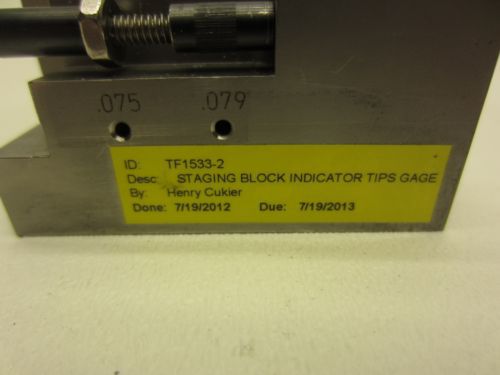 .075 .079
ID: TF1533-2
Desc: STAGING BLOCK INDICATOR TIPS GAGE
By: Henry Cukier
Done: 7/19/2012 Due: 7/19/2013